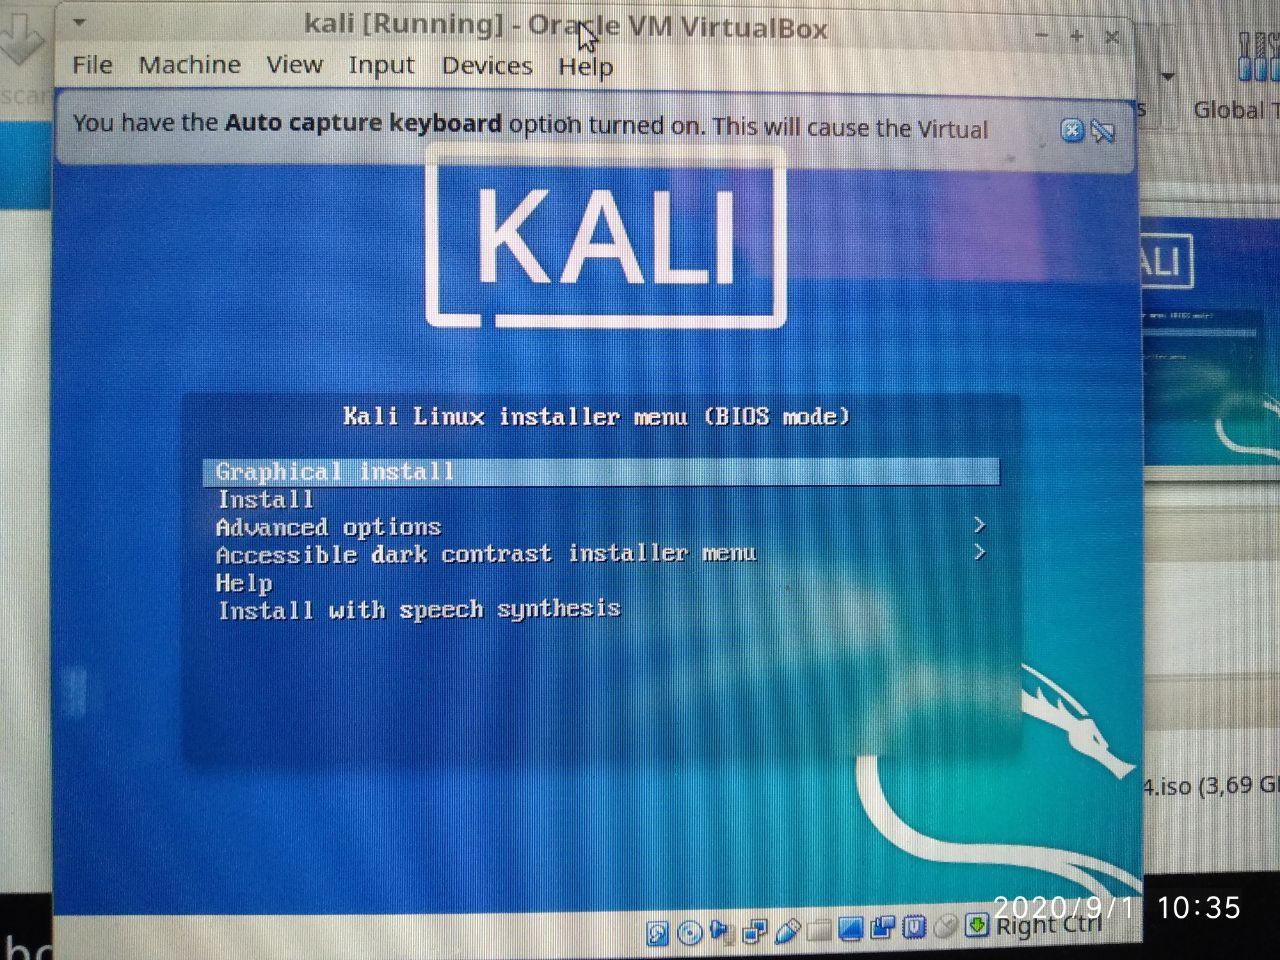 kali [Running] - Oracle VM VirtualBox
File Machine View Input Devices Help
Global
You have the Auto capture keyboard option turned on. This will cause the Virtual
KALI
ALI
Kali Linux installer menu (BIOS mode)
Graphical install
Install
Advanced options >
Accessible dark contrast installer menu >
Help
Install with speech synthesis
4.iso (3,69 G
2020/9/1 10:35
Right Ctrl